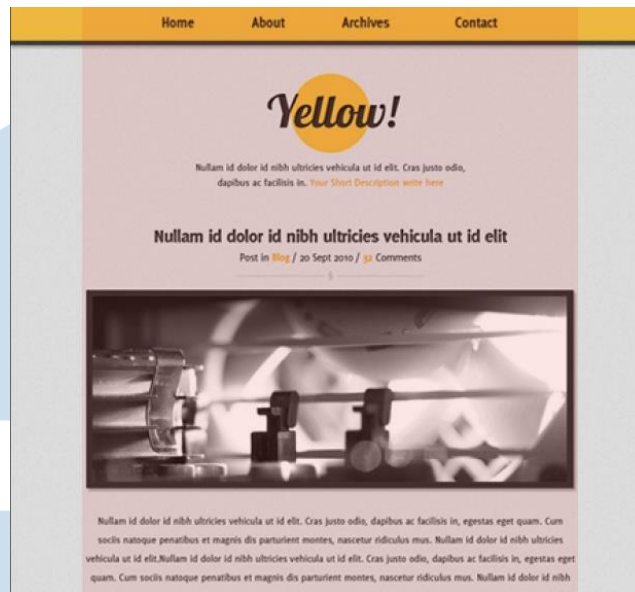 Home About Archives Contact
Yellow!
Nullam id dolor id nibh ultricies vehicula ut id elit. Cras justo odio,
dapibus ac facilisis in. Your Short Description write here
Nullam id dolor id nibh ultricies vehicula ut id elit
Post in Blog / 20 Sept 2010 / 32 Comments
Nullam id dolor id nibh ultricies vehicula ut id elit. Cras justo odio, dapibus ac facilisis in, egestas eget quam. Cum
sociis natoque penatibus et magnis dis parturient montes, nascetur ridiculus mus. Nullam id dolor id nibh ultricies
vehicula ut id elit.Nullam id dolor id nibh ultricies vehicula ut id elit. Cras justo odio, dapibus ac facilisis in, egestas eget
quam. Cum sociis natoque penatibus et magnis dis parturient montes, nascetur ridiculus mus. Nullam id dolor id nibh